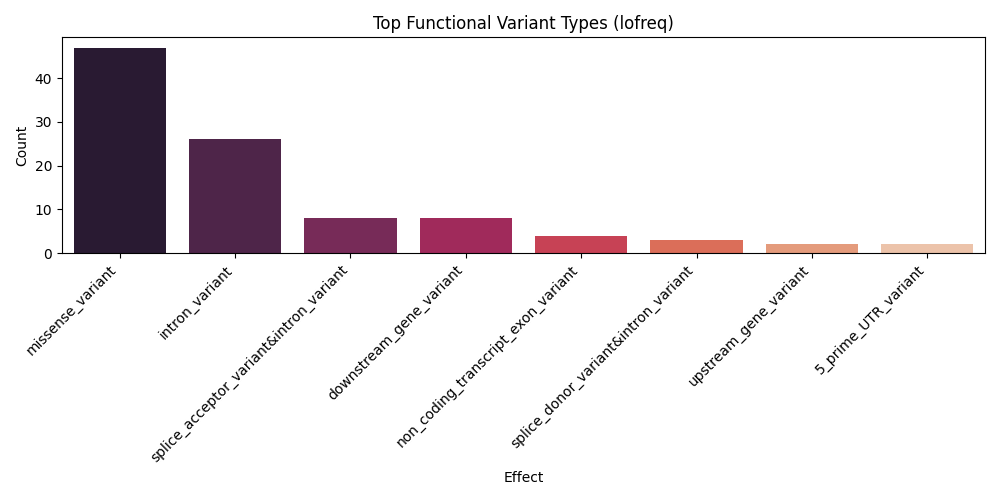 Top Functional Variant Types (lofreq)
Count
40
30
20
10
0
missense_variant
intron_variant
splice_acceptor_variant&intron_variant
downstream_gene_variant
non_coding_transcript_exon_variant
splice_donor_variant&intron_variant
upstream_gene_variant
5_prime_UTR_variant
Effect